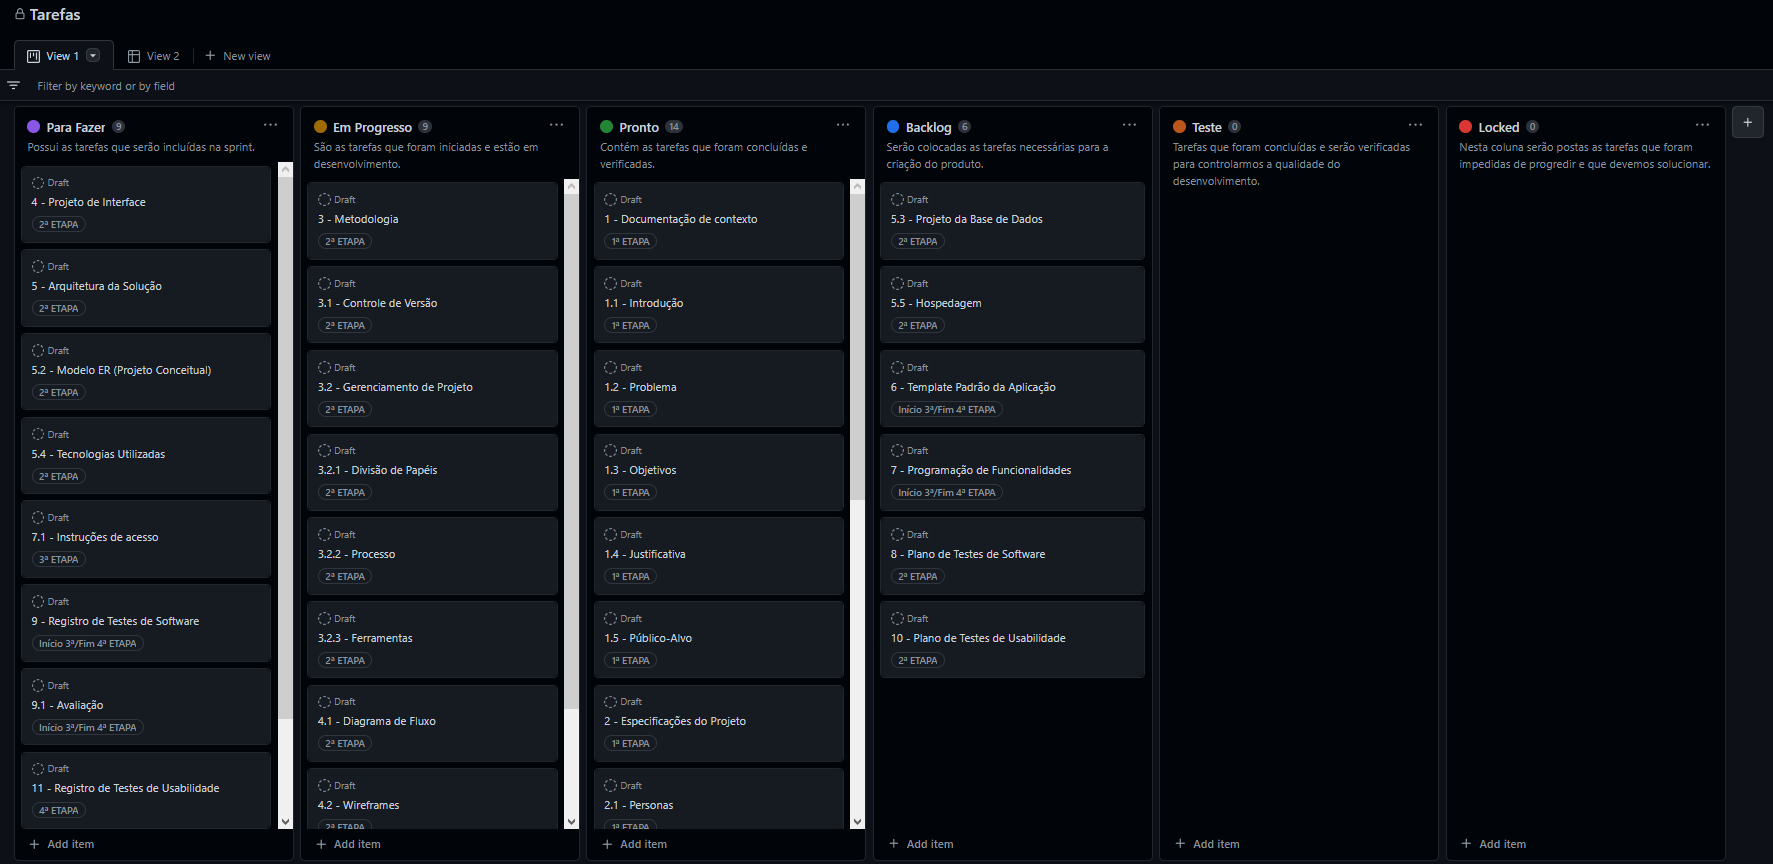 Tarefas
View 1
View 2
New view
Filter by keyword or by field
Para Fazer 9
Possui as tarefas que serão incluídas na sprint.
Draft
4 - Projeto de Interface
2ª ETAPA
Draft
5 - Arquitetura da Solução
2ª ETAPA
Draft
5.2 - Modelo ER (Projeto Conceitual)
2ª ETAPA
Draft
5.4 - Tecnologias Utilizadas
2ª ETAPA
Draft
7.1 - Instruções de acesso
3ª ETAPA
Draft
9 - Registro de Testes de Software
Início 3ª/Fim 4ª ETAPA
Draft
9.1 - Avaliação
Início 3ª/Fim 4ª ETAPA
Draft
11 - Registro de Testes de Usabilidade
4ª ETAPA
Add item
Em Progresso 9
São as tarefas que foram iniciadas e estão em
desenvolvimento.
Draft
3 - Metodologia
2ª ETAPA
Draft
3.1 - Controle de Versão
2ª ETAPA
Draft
3.2 - Gerenciamento de Projeto
2ª ETAPA
Draft
3.2.1 - Divisão de Papéis
2ª ETAPA
Draft
3.2.2 - Processo
2ª ETAPA
Draft
3.2.3 - Ferramentas
2ª ETAPA
Draft
4.1 - Diagrama de Fluxo
2ª ETAPA
Draft
4.2 - Wireframes
2ª ETAPA
Add item
Pronto 14
Contém as tarefas que foram concluídas e
verificadas.
Draft
1 - Documentação de contexto
1ª ETAPA
Draft
1.1 - Introdução
1ª ETAPA
Draft
1.2 - Problema
1ª ETAPA
Draft
1.3 - Objetivos
1ª ETAPA
Draft
1.4 - Justificativa
1ª ETAPA
Draft
1.5 - Público-Alvo
1ª ETAPA
Draft
2 - Especificações do Projeto
1ª ETAPA
Draft
2.1 - Personas
1ª ETAPA
Add item
Backlog 6
Serão colocadas as tarefas necessárias para a
criação do produto.
Draft
5.3 - Projeto da Base de Dados
2ª ETAPA
Draft
5.5 - Hospedagem
2ª ETAPA
Draft
6 - Template Padrão da Aplicação
Início 3ª/Fim 4ª ETAPA
Draft
7 - Programação de Funcionalidades
Início 3ª/Fim 4ª ETAPA
Draft
8 - Plano de Testes de Software
2ª ETAPA
Draft
10 - Plano de Testes de Usabilidade
2ª ETAPA
Add item
Teste 0
Tarefas que foram concluídas e serão verificadas
para controlarmos a qualidade do
desenvolvimento.
Add item
Locked 0
Nesta coluna serão postas as tarefas que foram
impedidas de progredir e que devemos solucionar.
Add item